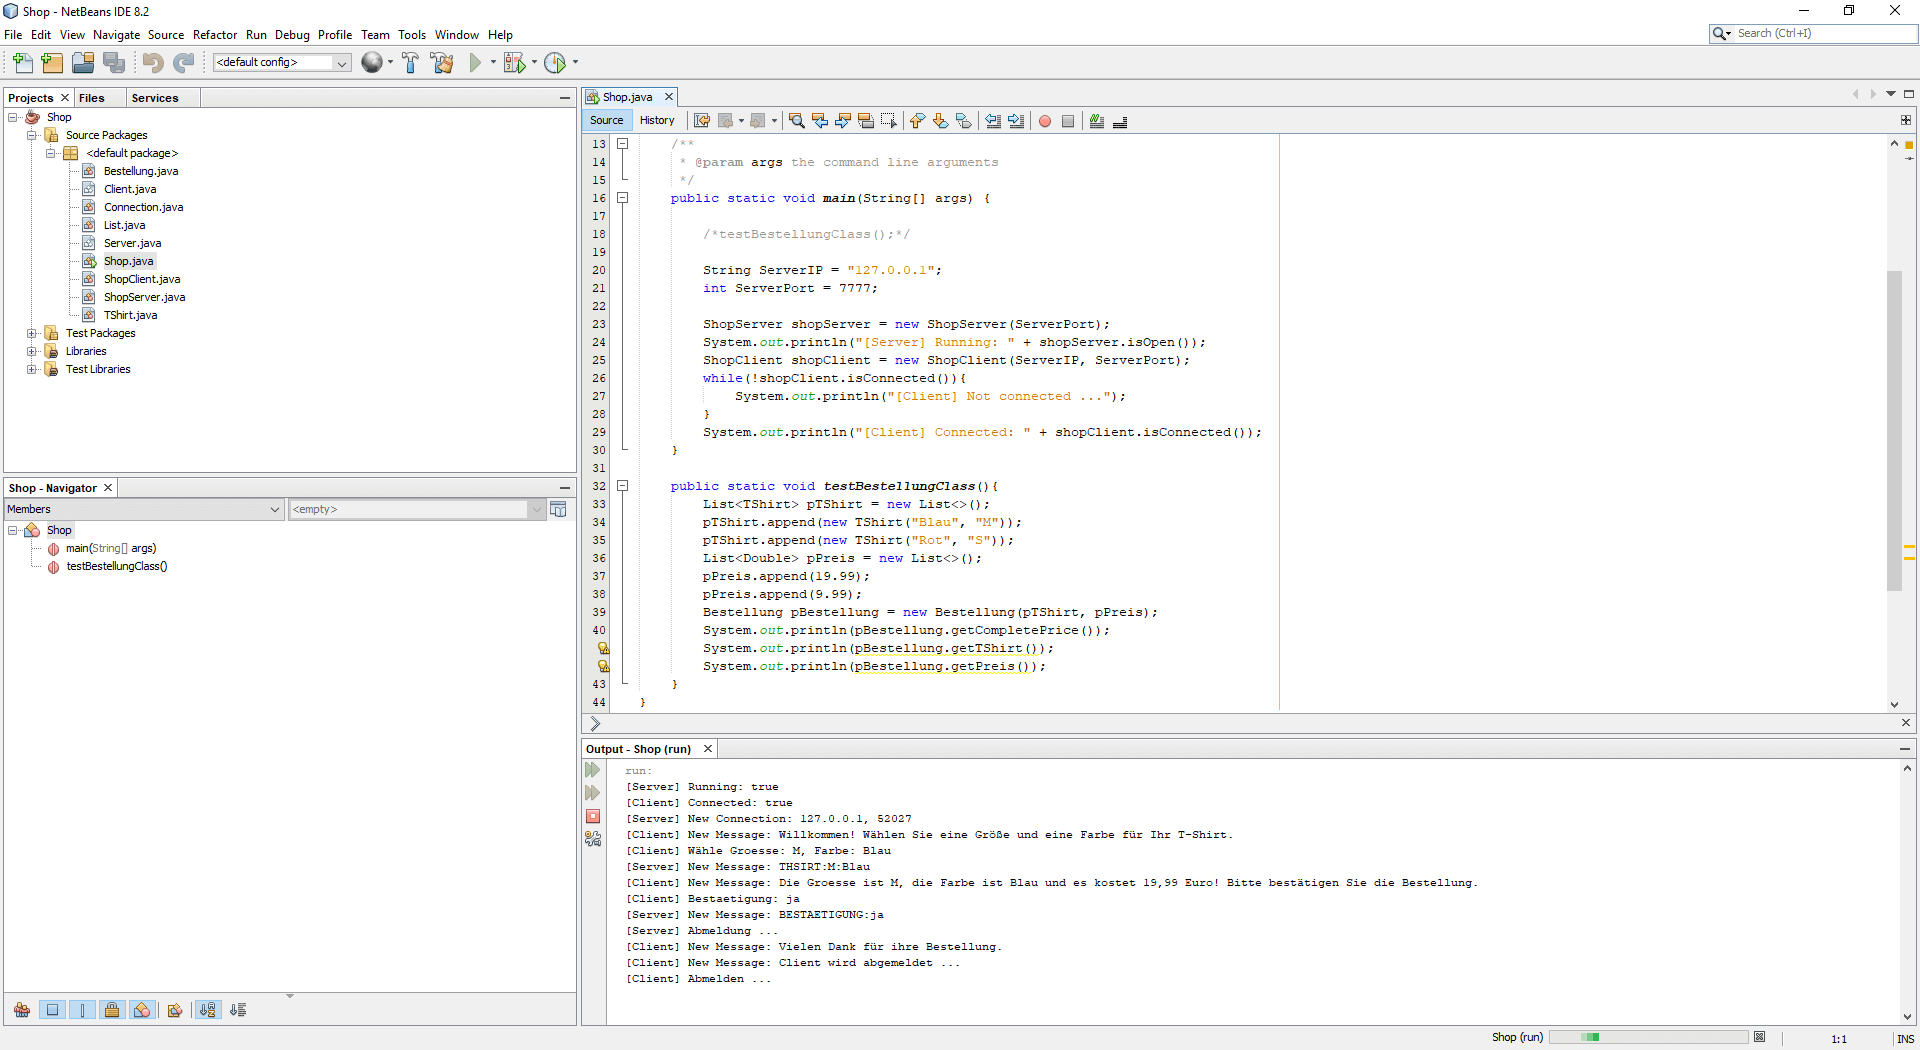 Shop - NetBeans IDE 8.2
File Edit View Navigate Source Refactor Run Debug Profile Team Tools Window Help
Search (Ctrl+I)
<default config>
Projects Files Services
Shop
Source Packages
<default package>
Bestellung.java
Client.java
Connection.java
List.java
Server.java
Shop.java
ShopClient.java
ShopServer.java
TShirt.java
Test Packages
Libraries
Test Libraries
Shop - Navigator
Members <empty>
Shop
main(String[] args)
testBestellungClass()
Shop.java
Source History
13 /**
14 * @param args the command line arguments
15 */
16 public static void main(String[] args) {
17
18 /*testBestellungClass();*/
19
20 String ServerIP = "127.0.0.1";
21 int ServerPort = 7777;
22
23 ShopServer shopServer = new ShopServer(ServerPort);
24 System.out.println("[Server] Running: " + shopServer.isOpen());
25 ShopClient shopClient = new ShopClient(ServerIP, ServerPort);
26 while(!shopClient.isConnected()){
27 System.out.println("[Client] Not connected ...");
28 }
29 System.out.println("[Client] Connected: " + shopClient.isConnected());
30 }
31
32 public static void testBestellungClass(){
33 List<TShirt> pTShirt = new List<>();
34 pTShirt.append(new TShirt("Blau", "M"));
35 pTShirt.append(new TShirt("Rot", "S"));
36 List<Double> pPreis = new List<>();
37 pPreis.append(19.99);
38 pPreis.append(9.99);
39 Bestellung pBestellung = new Bestellung(pTShirt, pPreis);
40 System.out.println(pBestellung.getCompletePrice());
System.out.println(pBestellung.getTShirt());
System.out.println(pBestellung.getPreis());
43 }
44 }
Output - Shop (run)
run:
[Server] Running: true
[Client] Connected: true
[Server] New Connection: 127.0.0.1, 52027
[Client] New Message: Willkommen! Wählen Sie eine Größe und eine Farbe für Ihr T-Shirt.
[Client] Wähle Groesse: M, Farbe: Blau
[Server] New Message: THSIRT:M:Blau
[Client] New Message: Die Groesse ist M, die Farbe ist Blau und es kostet 19,99 Euro! Bitte bestätigen Sie die Bestellung.
[Client] Bestaetigung: ja
[Server] New Message: BESTAETIGUNG:ja
[Server] Abmeldung ...
[Client] New Message: Vielen Dank für ihre Bestellung.
[Client] New Message: Client wird abgemeldet ...
[Client] Abmelden ...
Shop (run) 1:1 INS